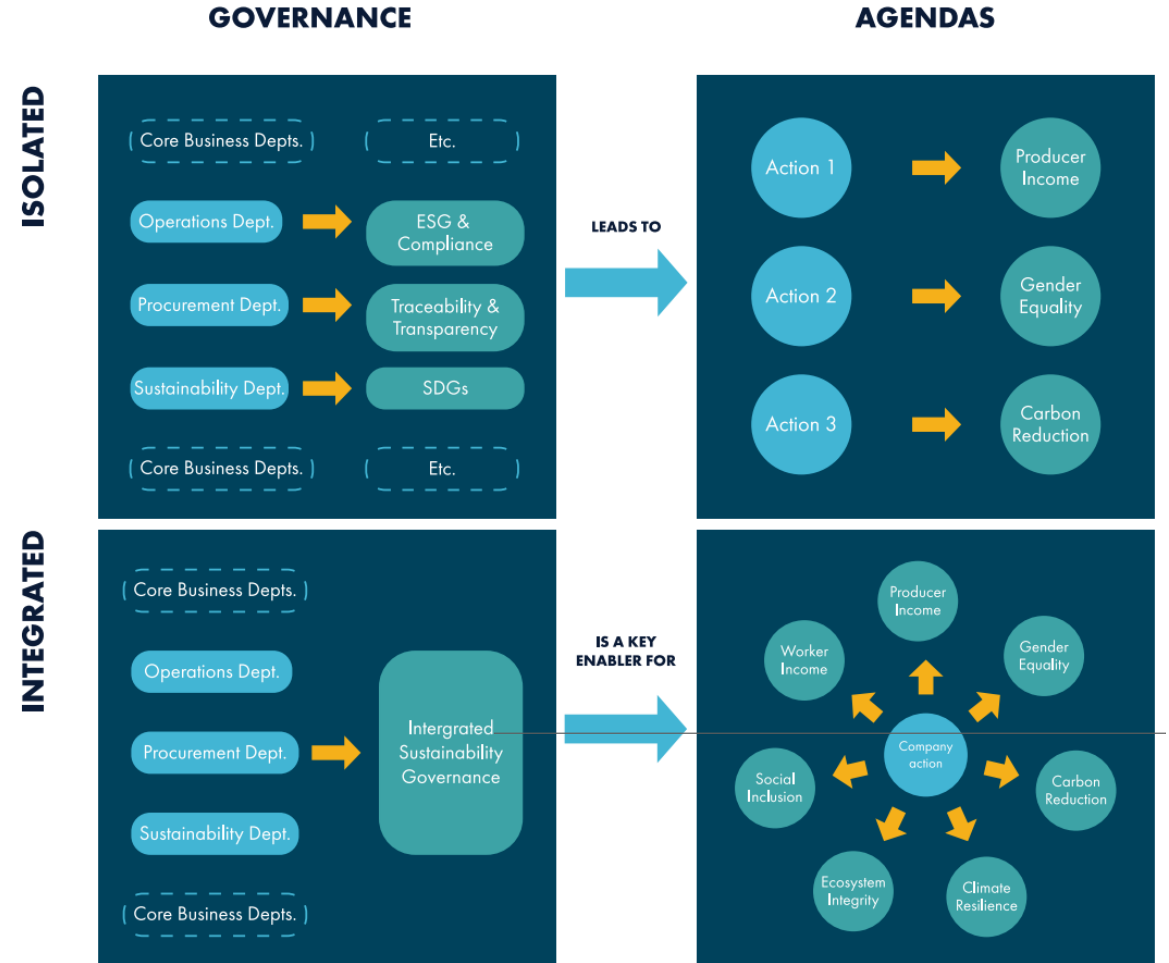 GOVERNANCE
AGENDAS
ISOLATED
Core Business Depts.
Etc.
Operations Dept.
ESG &
Compliance
Procurement Dept.
Traceability &
Transparency
Sustainability Dept.
SDGs
Core Business Depts.
Etc.
LEADS TO
Action 1
Producer
Income
Action 2
Gender
Equality
Action 3
Carbon
Reduction
INTEGRATED
Core Business Depts.
Operations Dept.
Procurement Dept.
Sustainability Dept.
Core Business Depts.
Intergrated
Sustainability
Governance
IS A KEY
ENABLER FOR
Producer
Income
Worker
Income
Gender
Equality
Company
action
Social
Inclusion
Carbon
Reduction
Ecosystem
Integrity
Climate
Resilience